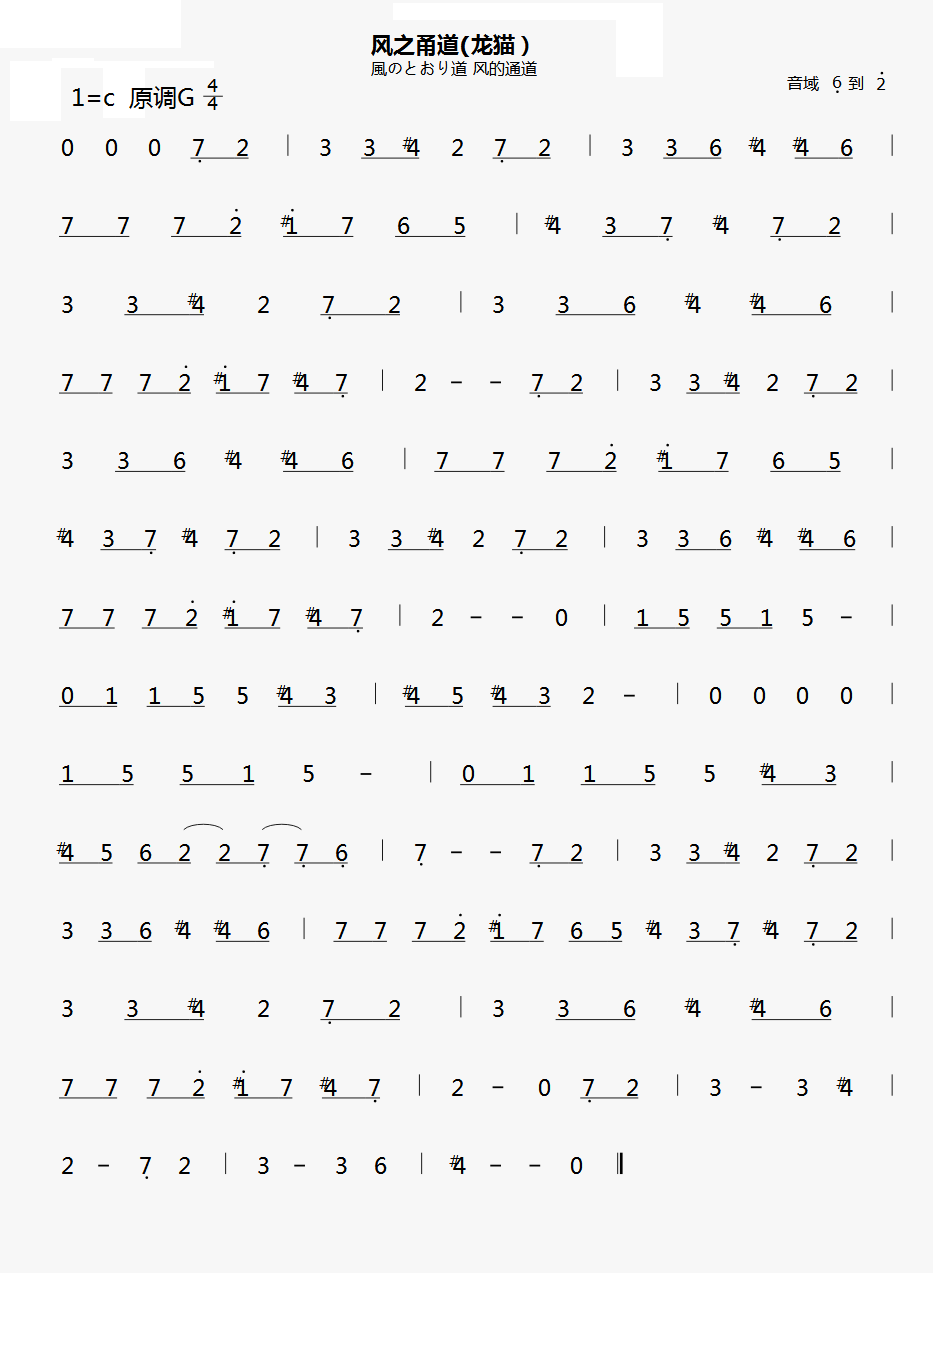 风之甬道(龙猫）
風のとおり道 风的通道
1=c 原调G 4/4
音域 6̣ 到 2̇
0 0 0 7̣ 2 | 3 3 #4 2 7̣ 2 | 3 3 6 #4 #4 6 |
7 7 7 2̇ #1̇ 7 6 5 | #4 3 7̣ #4 7̣ 2 |
3 3 #4 2 7̣ 2 | 3 3 6 #4 #4 6 |
7 7 7 2̇ #1̇ 7 #4 7̣ | 2 - - 7̣ 2 | 3 3 #4 2 7̣ 2 |
3 3 6 #4 #4 6 | 7 7 7 2̇ #1̇ 7 6 5 |
#4 3 7̣ #4 7̣ 2 | 3 3 #4 2 7̣ 2 | 3 3 6 #4 #4 6 |
7 7 7 2̇ #1̇ 7 #4 7̣ | 2 - - 0 | 1 5 5 1 5 - |
0 1 1 5 5 #4 3 | #4 5 #4 3 2 - | 0 0 0 0 |
1 5 5 1 5 - | 0 1 1 5 5 #4 3 |
#4 5 6 2 2 7̣ 7̣ 6̣ | 7̣ - - 7̣ 2 | 3 3 #4 2 7̣ 2 |
3 3 6 #4 #4 6 | 7 7 7 2̇ #1̇ 7 6 5 #4 3 7̣ #4 7̣ 2 |
3 3 #4 2 7̣ 2 | 3 3 6 #4 #4 6 |
7 7 7 2̇ #1̇ 7 #4 7̣ | 2 - 0 7̣ 2 | 3 - 3 #4 |
2 - 7̣ 2 | 3 - 3 6 | #4 - - 0 ‖